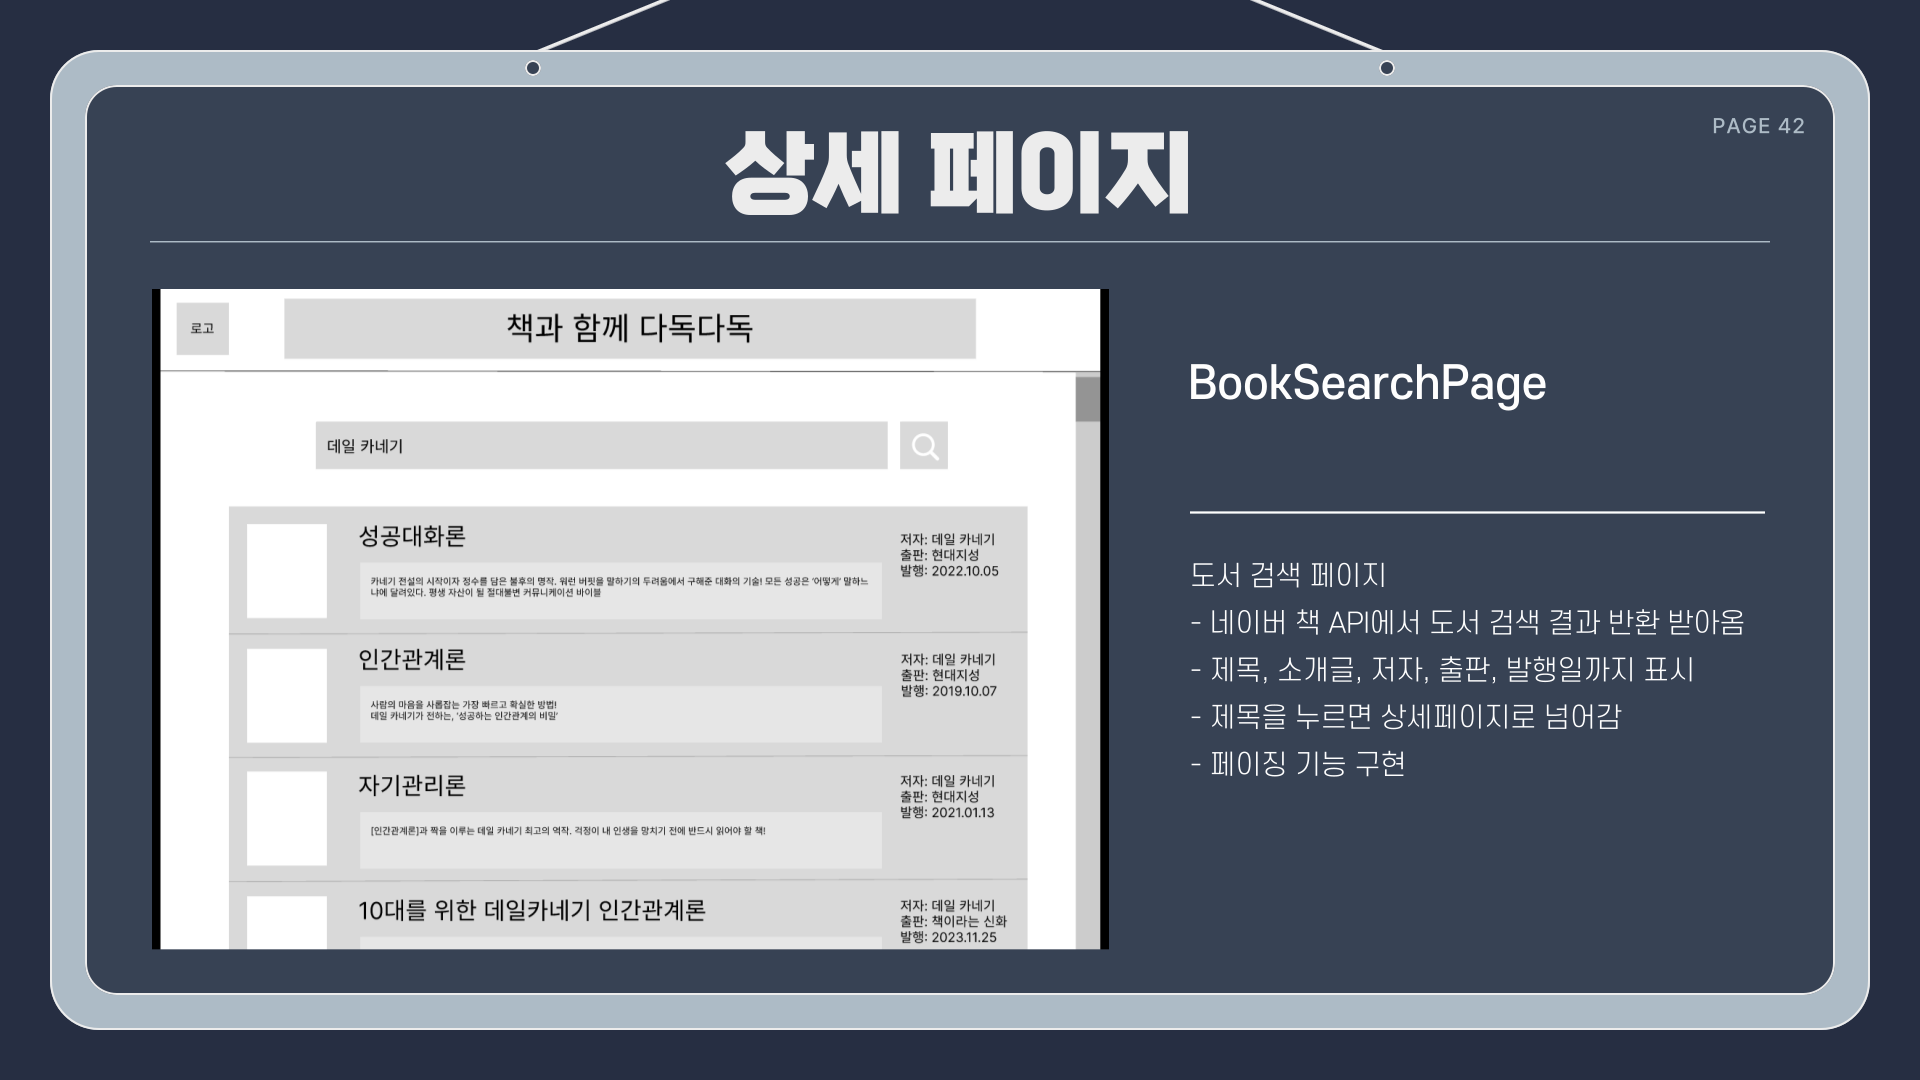 PAGE 42
상세 페이지
로고
책과 함께 다독다독
데일 카네기
성공대화론
카네기 전설의 시작이자 정수를 담은 불후의 명작. 워런 버핏을 말하기의 두려움에서 구해준 대화의 기술! 모든 성공은 ‘어떻게’ 말하느
냐에 달려있다. 평생 자산이 될 절대불변 커뮤니케이션 바이블
저자: 데일 카네기
출판: 현대지성
발행: 2022.10.05
인간관계론
사람의 마음을 사롭잡는 가장 빠르고 확실한 방법!
데일 카네기가 전하는, '성공하는 인간관계의 비밀'
저자: 데일 카네기
출판: 현대지성
발행: 2019.10.07
자기관리론
[인간관계론]과 짝을 이루는 데일 카네기 최고의 역작. 걱정이 내 인생을 망치기 전에 반드시 읽어야 할 책!
저자: 데일 카네기
출판: 현대지성
발행: 2021.01.13
10대를 위한 데일카네기 인간관계론
저자: 데일 카네기
출판: 책이라는 신화
발행: 2023.11.25
BookSearchPage
도서 검색 페이지
- 네이버 책 API에서 도서 검색 결과 반환 받아옴
- 제목, 소개글, 저자, 출판, 발행일까지 표시
- 제목을 누르면 상세페이지로 넘어감
- 페이징 기능 구현